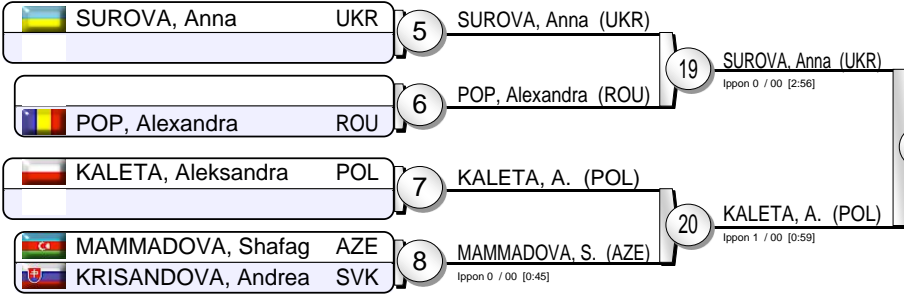 SUROVA, Anna UKR
5
SUROVA, Anna (UKR)
19
SUROVA, Anna (UKR)
Ippon 0 / 00 [2:56]
6
POP, Alexandra (ROU)
POP, Alexandra ROU
KALETA, Aleksandra POL
7
KALETA, A. (POL)
20
KALETA, A. (POL)
Ippon 1 / 00 [0:59]
MAMMADOVA, Shafag AZE
8
MAMMADOVA, S. (AZE)
Ippon 0 / 00 [0:45]
KRISANDOVA, Andrea SVK